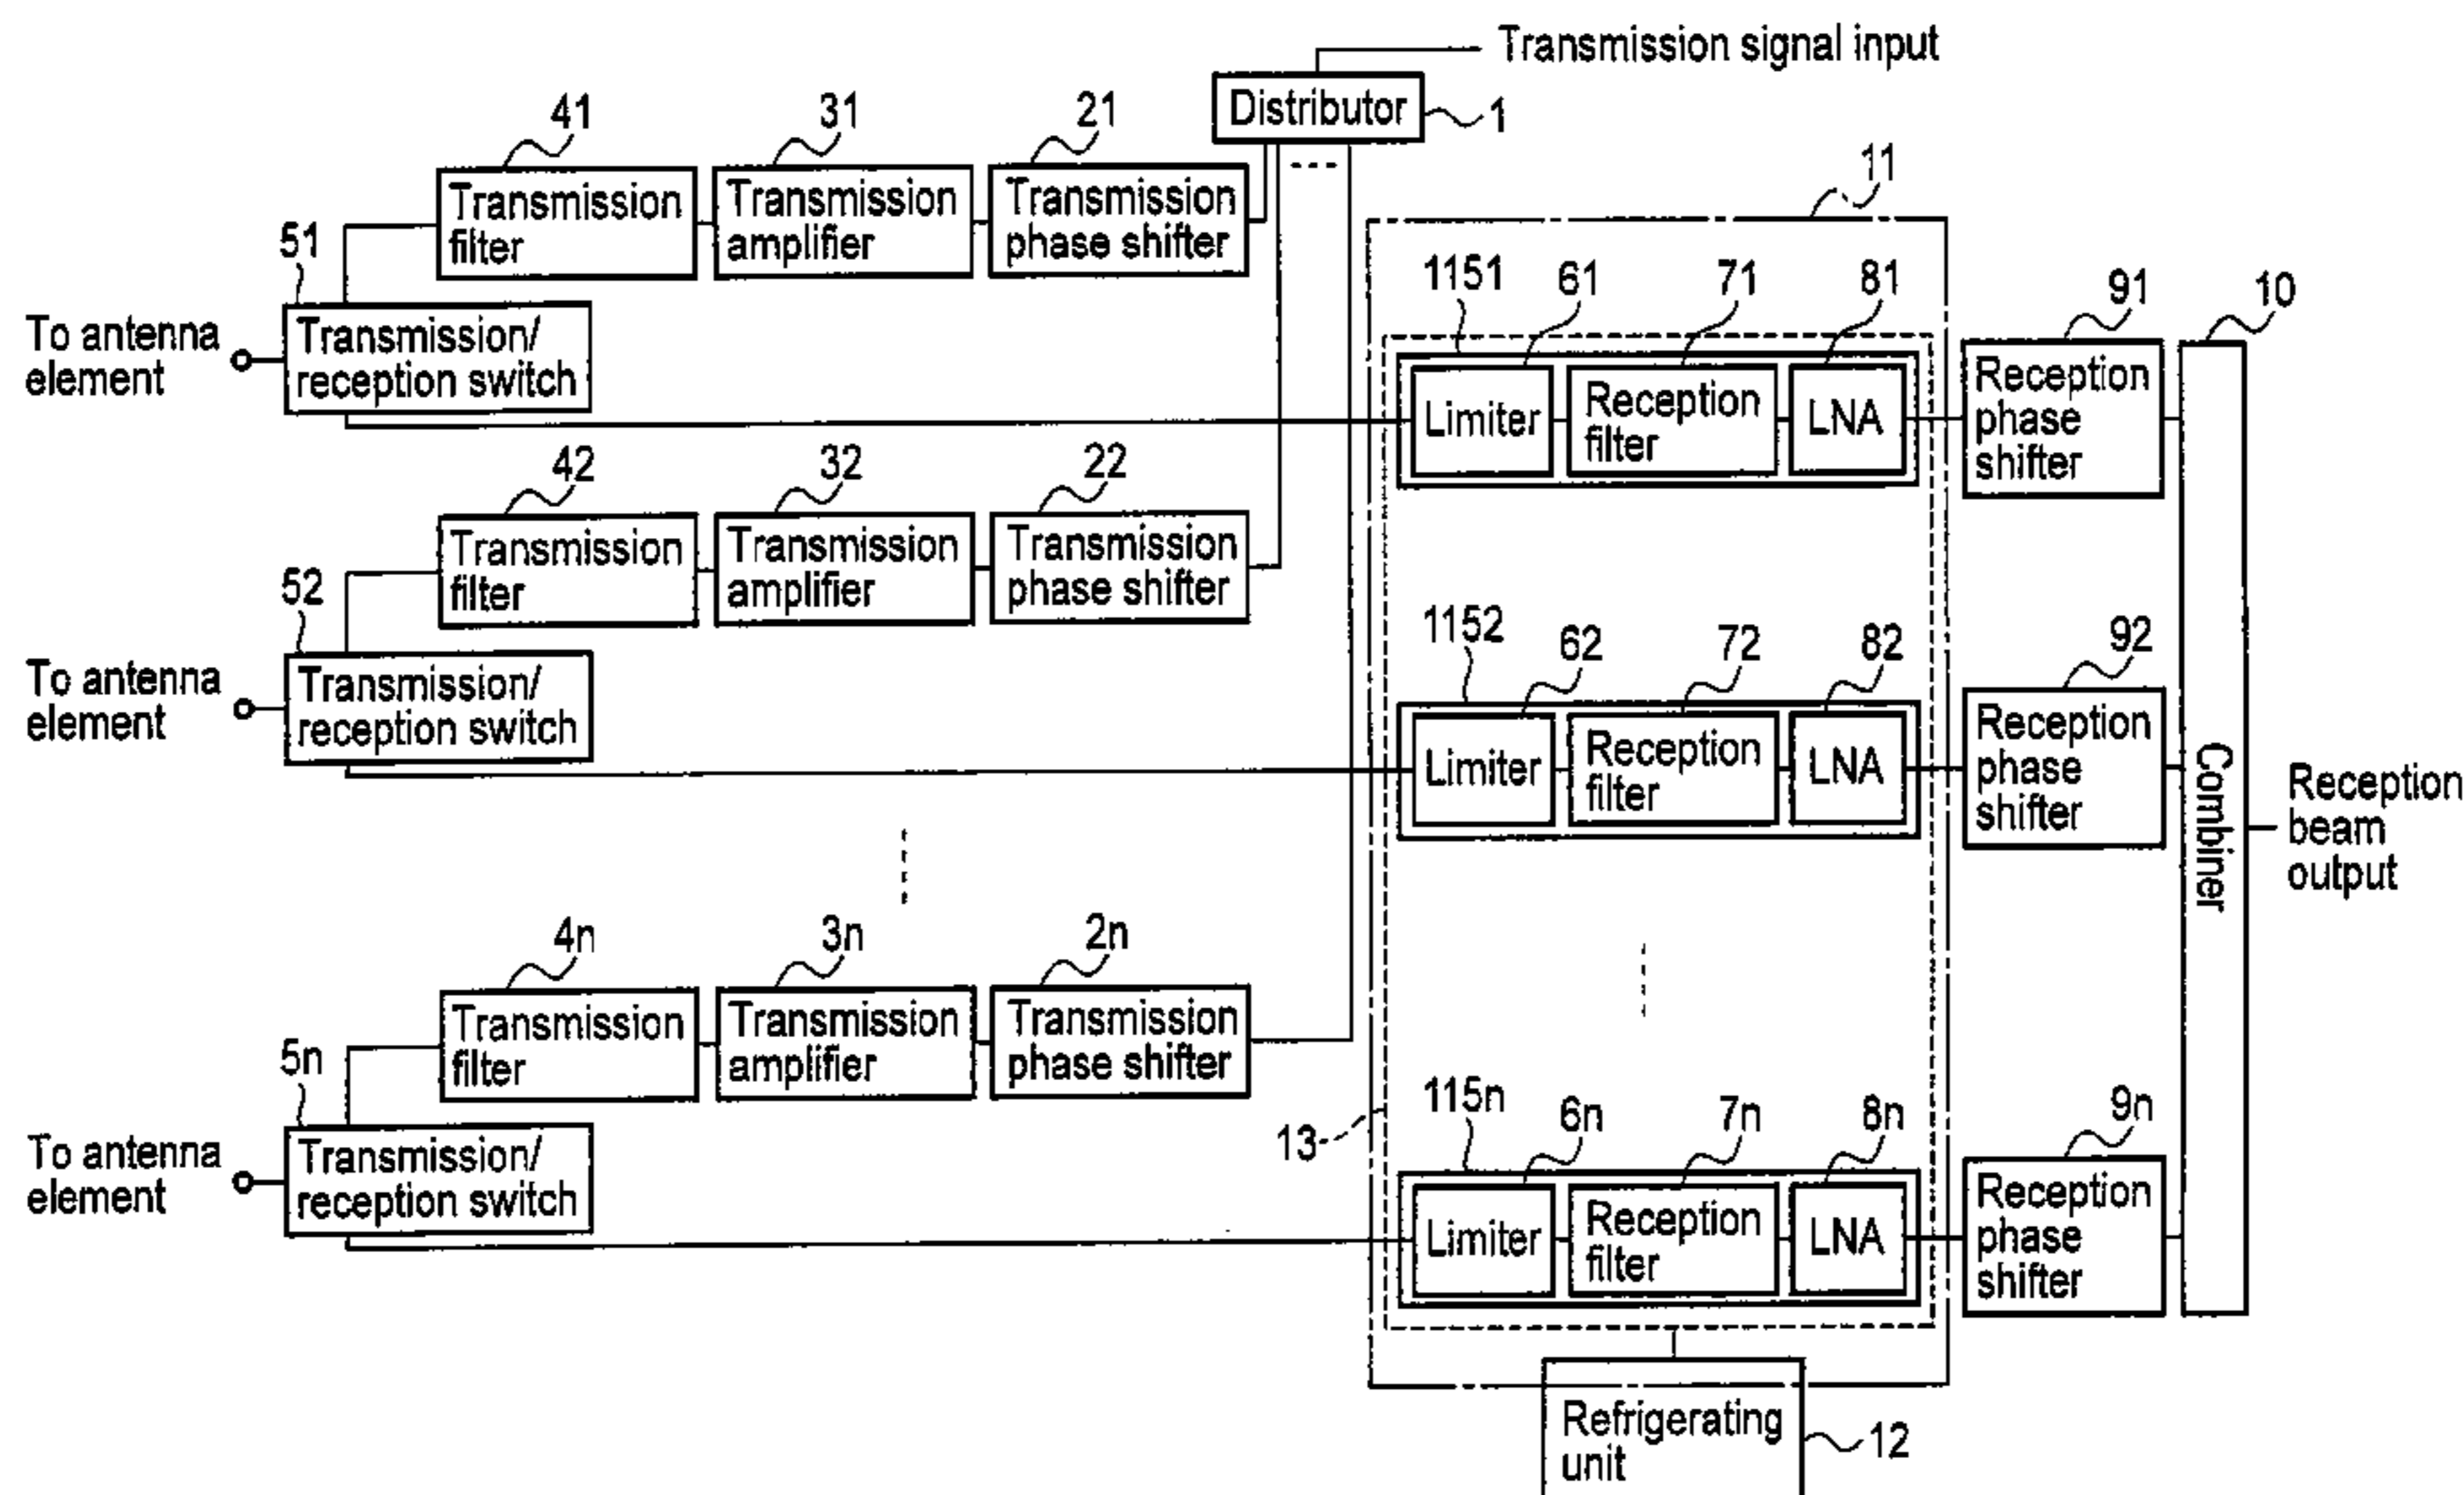 Transmission signal input
Distributor
1
41
31
21
11
Transmission
filter
Transmission
amplifier
Transmission
phase shifter
51
To antenna
element
Transmission/
reception switch
1151
61
71
81
91
10
Limiter
Reception
filter
LNA
Reception
phase
shifter
42
32
22
Transmission
filter
Transmission
amplifier
Transmission
phase shifter
52
To antenna
element
Transmission/
reception switch
1152
62
72
82
92
Limiter
Reception
filter
LNA
Reception
phase
shifter
Combiner
Reception
beam
output
4n
3n
2n
Transmission
filter
Transmission
amplifier
Transmission
phase shifter
5n
To antenna
element
Transmission/
reception switch
13
115n
6n
7n
8n
9n
Limiter
Reception
filter
LNA
Reception
phase
shifter
Refrigerating
unit
12